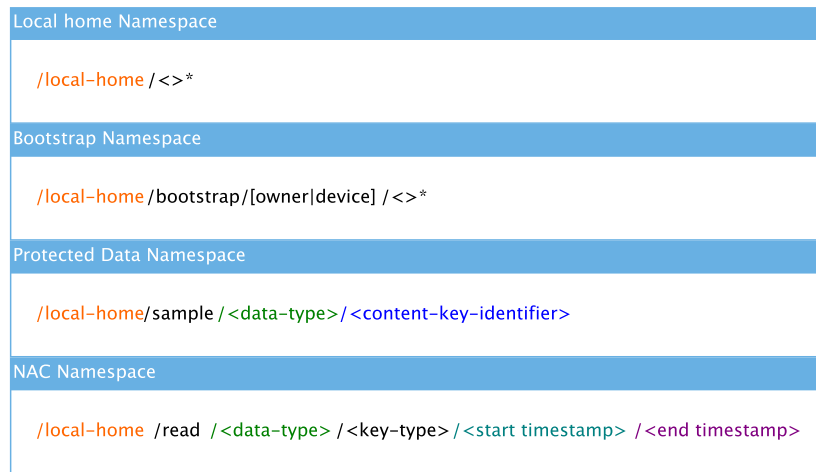 Local home Namespace
/local-home /<>*
Bootstrap Namespace
/local-home /bootstrap/[owner|device] /<>*
Protected Data Namespace
/local-home/sample /<data-type>/<content-key-identifier>
NAC Namespace
/local-home /read /<data-type> /<key-type> /<start timestamp> /<end timestamp>